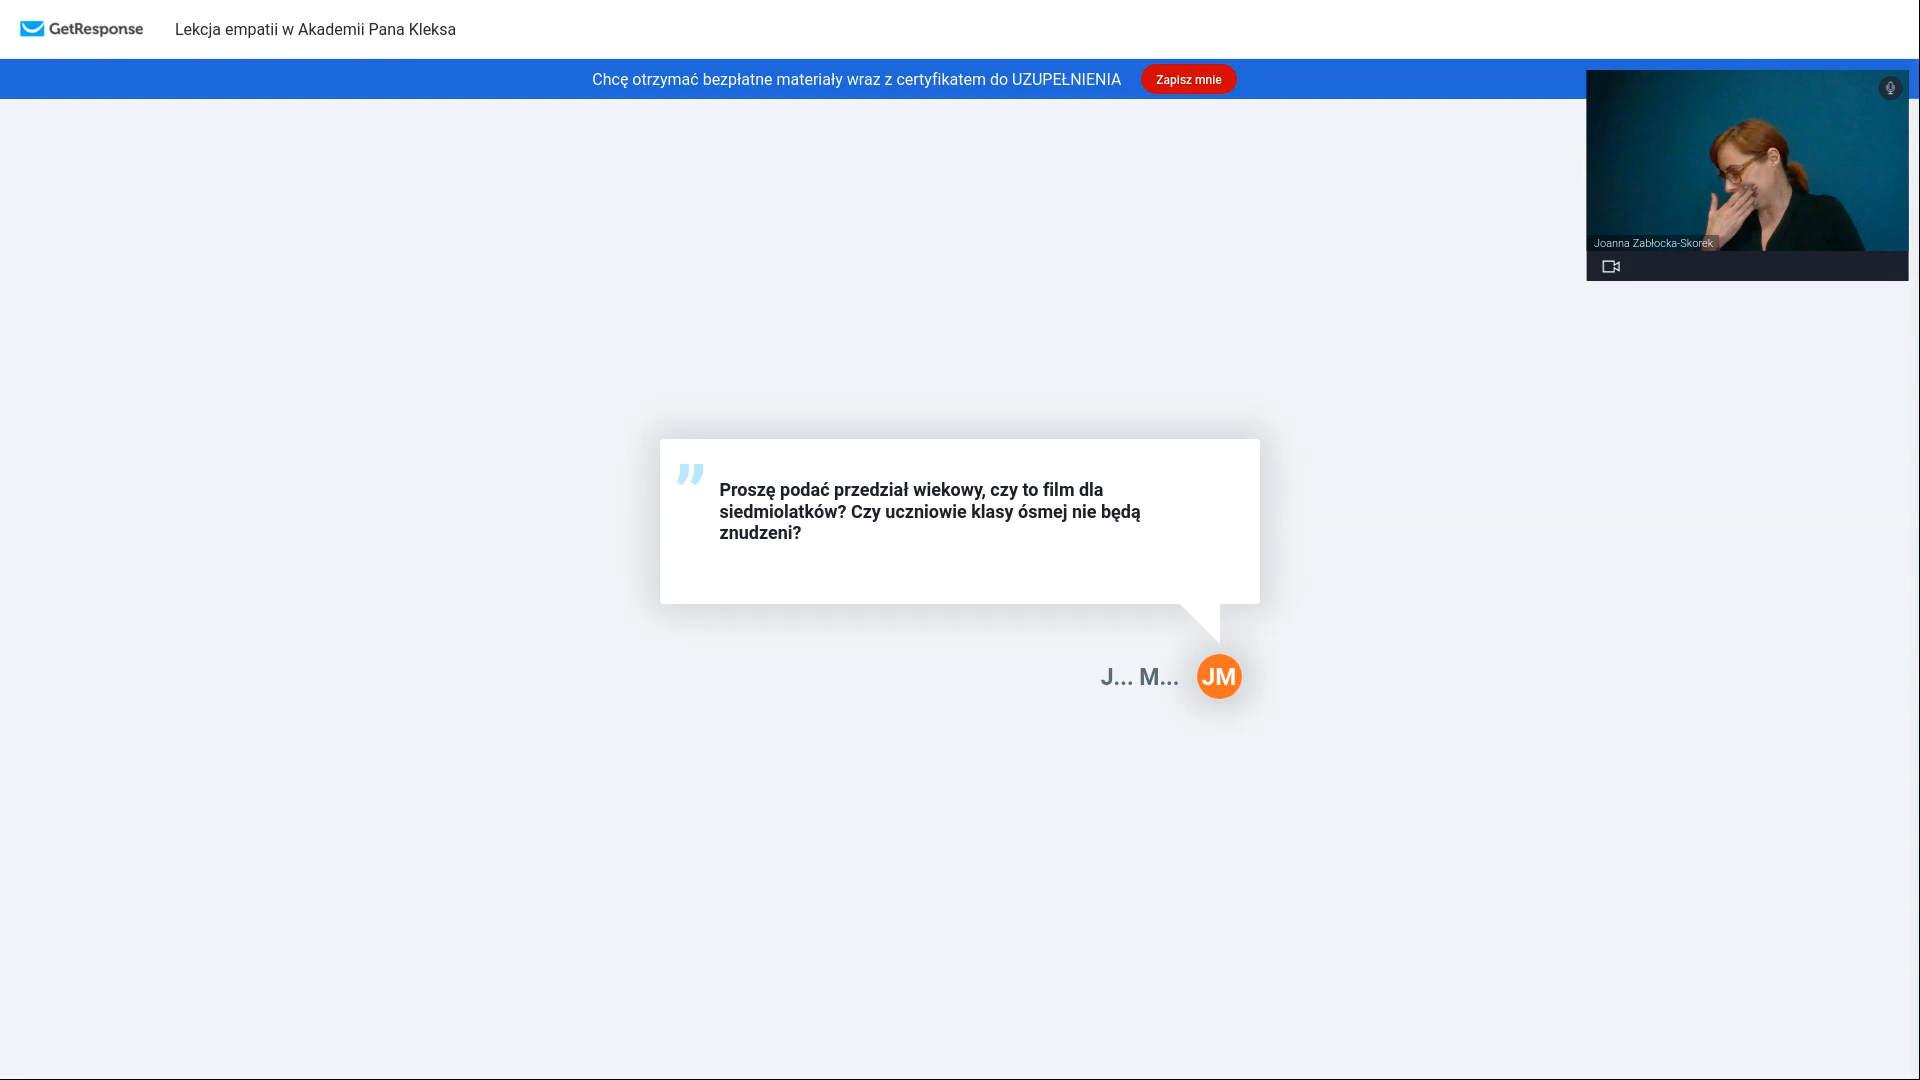 GetResponse
Lekcja empatii w Akademii Pana Kleksa
Chcę otrzymać bezpłatne materiały wraz z certyfikatem do UZUPEŁNIENIA
Zapisz mnie
Joanna Zabłocka-Skorek
” Proszę podać przedział wiekowy, czy to film dla
siedmiolatków? Czy uczniowie klasy ósmej nie będą
znudzeni?
J... M...
JM